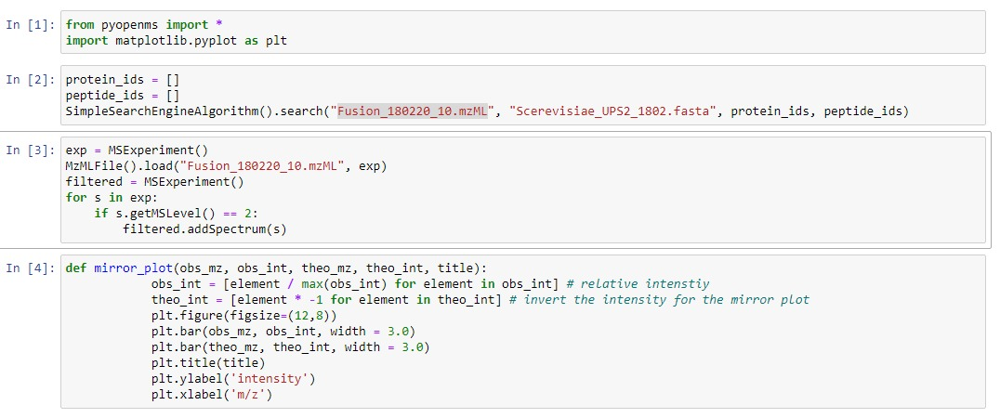 In [1]: from pyopenms import *
import matplotlib.pyplot as plt
In [2]: protein_ids = []
peptide_ids = []
SimpleSearchEngineAlgorithm().search("Fusion_180220_10.mzML", "Scerevisiae_UPS2_1802.fasta", protein_ids, peptide_ids)
In [3]: exp = MSExperiment()
MzMLFile().load("Fusion_180220_10.mzML", exp)
filtered = MSExperiment()
for s in exp:
    if s.getMSLevel() == 2:
        filtered.addSpectrum(s)
In [4]: def mirror_plot(obs_mz, obs_int, theo_mz, theo_int, title):
            obs_int = [element / max(obs_int) for element in obs_int] # relative intenstiy
            theo_int = [element * -1 for element in theo_int] # invert the intensity for the mirror plot
            plt.figure(figsize=(12,8))
            plt.bar(obs_mz, obs_int, width = 3.0)
            plt.bar(theo_mz, theo_int, width = 3.0)
            plt.title(title)
            plt.ylabel('intensity')
            plt.xlabel('m/z')